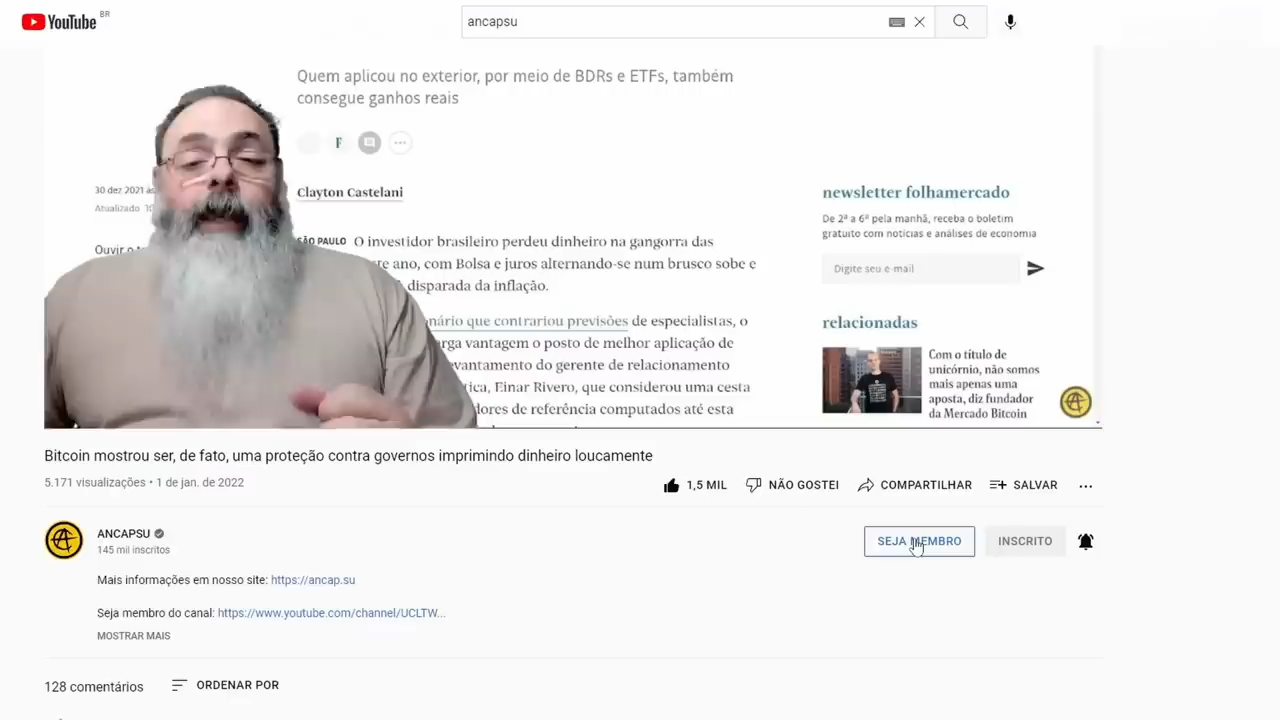 YouTube BR
ancapsu
Quem aplicou no exterior, por meio de BDRs e ETFs, também
consegue ganhos reais
F
30 dez 2021 às
Clayton Castelani
Atualizado
newsletter folhamercado
De 2ª a 6ª pela manhã, receba o boletim
gratuito com notícias e análises de economia
Digite seu e-mail
Ouvir o
SÃO PAULO O investidor brasileiro perdeu dinheiro na gangorra das
te ano, com Bolsa e juros alternando-se num brusco sobe e
disparada da inflação.
nário que contrariou previsões de especialistas, o
rga vantagem o posto de melhor aplicação de
evantamento do gerente de relacionamento
tica, Einar Rivero, que considerou uma cesta
dores de referência computados até esta
relacionadas
Com o título de
unicórnio, não somos
mais apenas uma
aposta, diz fundador
da Mercado Bitcoin
Bitcoin mostrou ser, de fato, uma proteção contra governos imprimindo dinheiro loucamente
5.171 visualizações • 1 de jan. de 2022
1,5 MIL NÃO GOSTEI COMPARTILHAR SALVAR
ANCAPSU
145 mil inscritos
SEJA MEMBRO INSCRITO
Mais informações em nosso site: https://ancap.su
Seja membro do canal: https://www.youtube.com/channel/UCLTW...
MOSTRAR MAIS
128 comentários ORDENAR POR